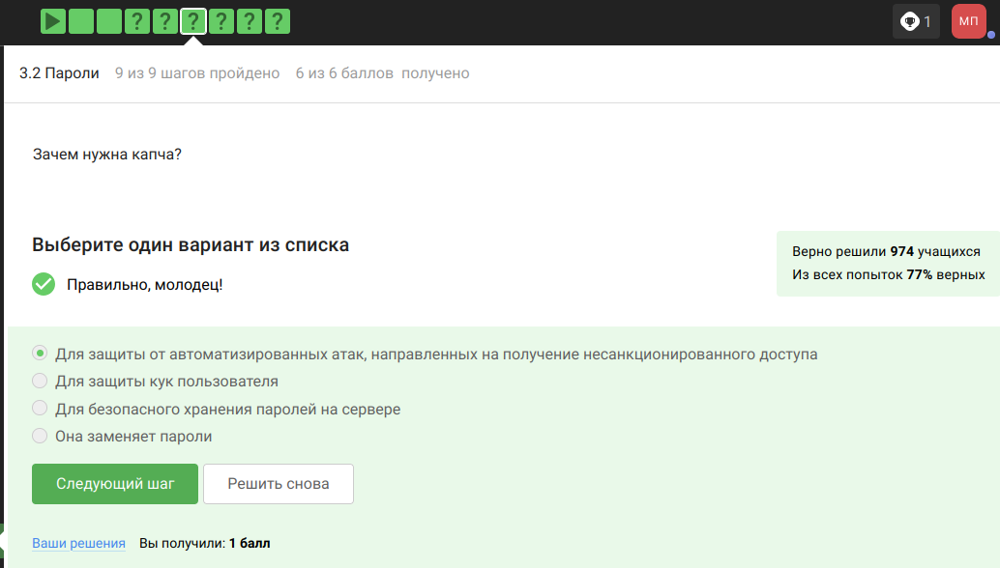 ? ? ? ? ? ? 1 МП
3.2 Пароли 9 из 9 шагов пройдено 6 из 6 баллов получено
Зачем нужна капча?
Выберите один вариант из списка
Верно решили 974 учащихся
Из всех попыток 77% верных
Правильно, молодец!
Для защиты от автоматизированных атак, направленных на получение несанкционированного доступа
Для защиты кук пользователя
Для безопасного хранения паролей на сервере
Она заменяет пароли
Следующий шаг Решить снова
Ваши решения Вы получили: 1 балл